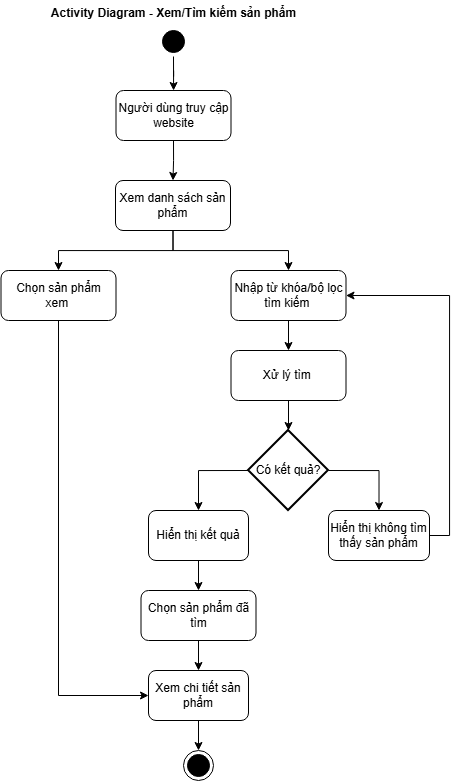 Activity Diagram - Xem/Tìm kiếm sản phẩm
Người dùng truy cập
website
Xem danh sách sản
phẩm
Chọn sản phẩm
xem
Nhập từ khóa/bộ lọc
tìm kiếm
Xử lý tìm
Có kết quả?
Hiển thị kết quả
Hiển thị không tìm
thấy sản phẩm
Chọn sản phẩm đã
tìm
Xem chi tiết sản
phẩm